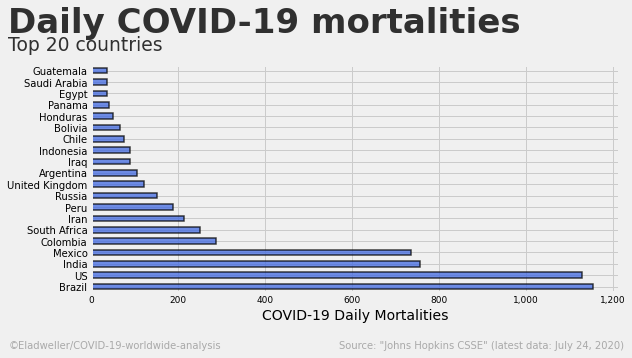 Daily COVID-19 mortalities
Top 20 countries
Guatemala
Saudi Arabia
Egypt
Panama
Honduras
Bolivia
Chile
Indonesia
Iraq
Argentina
United Kingdom
Russia
Peru
Iran
South Africa
Colombia
Mexico
India
US
Brazil
0 200 400 600 800 1,000 1,200
COVID-19 Daily Mortalities
©Eladweller/COVID-19-worldwide-analysis
Source: "Johns Hopkins CSSE" (latest data: July 24, 2020)